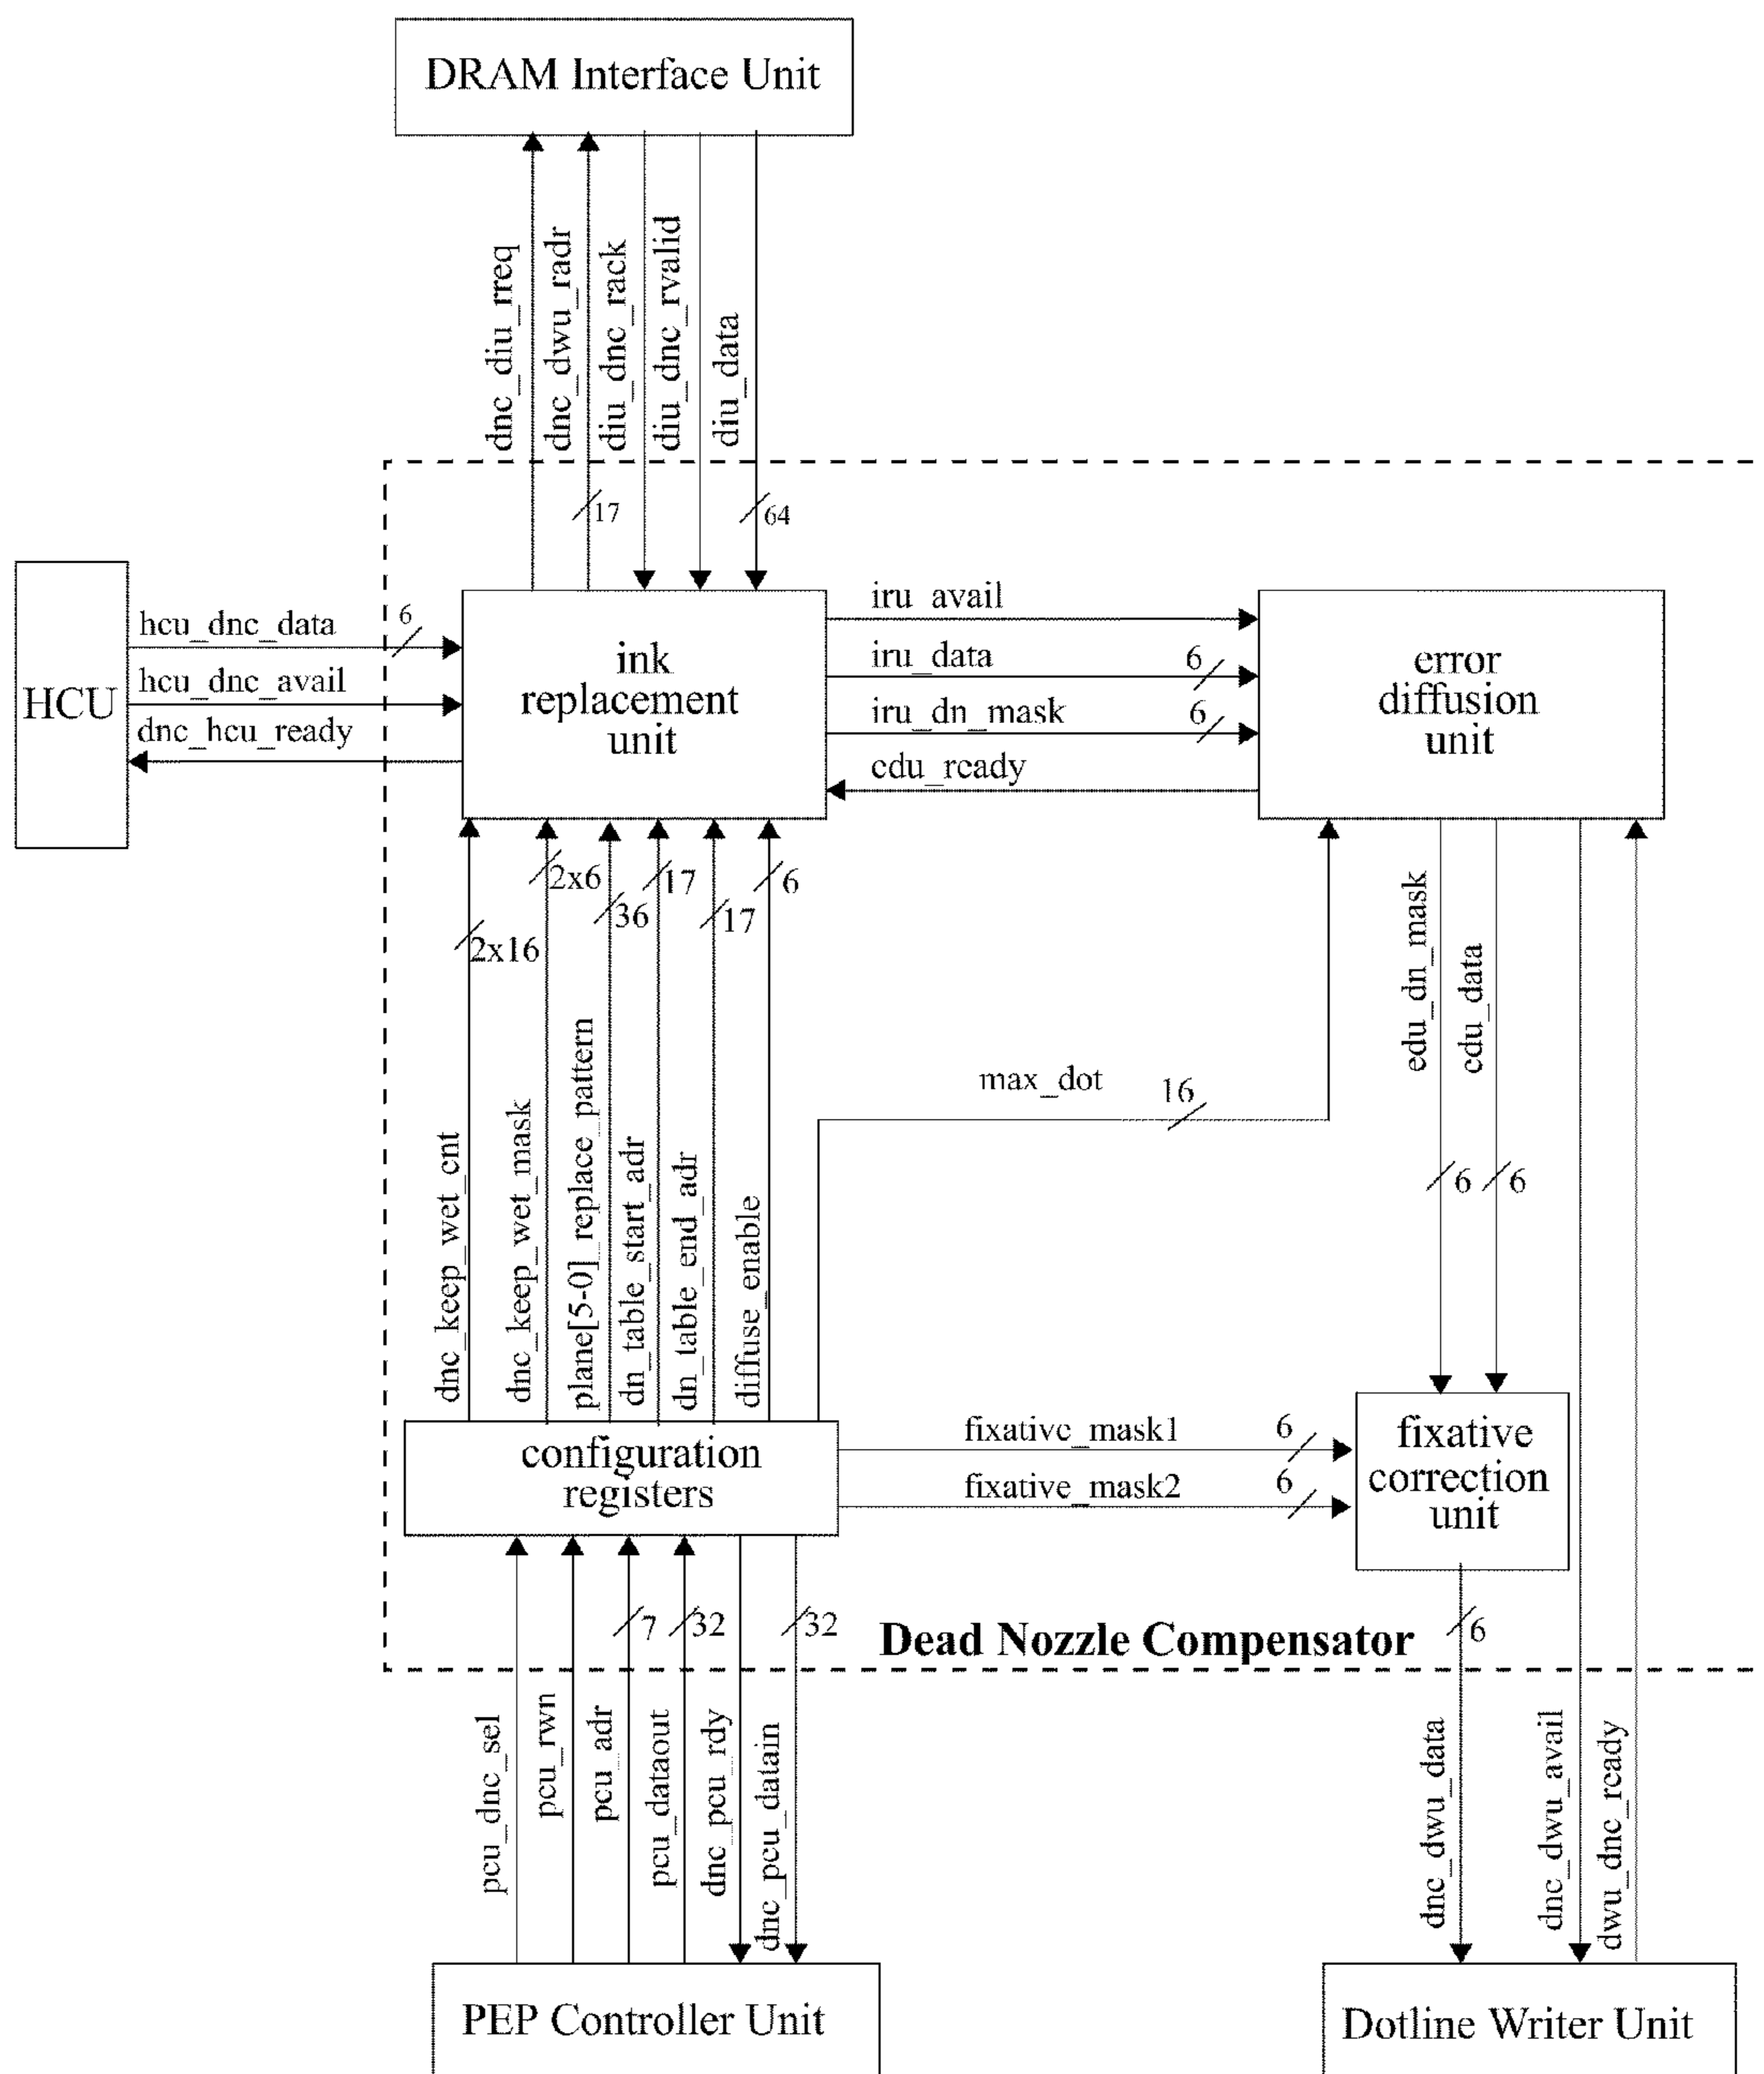 DRAM Interface Unit
dnc_diu_rreq
dnc_dwu_radr
diu_dnc_rack
diu_dnc_rvalid
diu_data
17
64
HCU
hcu_dnc_data
6
hcu_dnc_avail
dnc_hcu_ready
ink
replacement
unit
iru_avail
iru_data
6
iru_dn_mask
6
edu_ready
error
diffusion
unit
2x16
2x6
36
17
17
6
dnc_keep_wet_cnt
dnc_keep_wet_mask
plane[5-0]_replace_pattern
dn_table_start_adr
dn_table_end_adr
diffuse_enable
max_dot
16
edu_dn_mask
edu_data
6
6
configuration
registers
fixative_mask1
6
fixative_mask2
6
fixative
correction
unit
7
32
32
Dead Nozzle Compensator
6
pcu_dnc_sel
pcu_rwn
pcu_adr
pcu_dataout
dnc_pcu_rdy
dnc_pcu_datain
dnc_dwu_data
dnc_dwu_avail
dwu_dnc_ready
PEP Controller Unit
Dotline Writer Unit